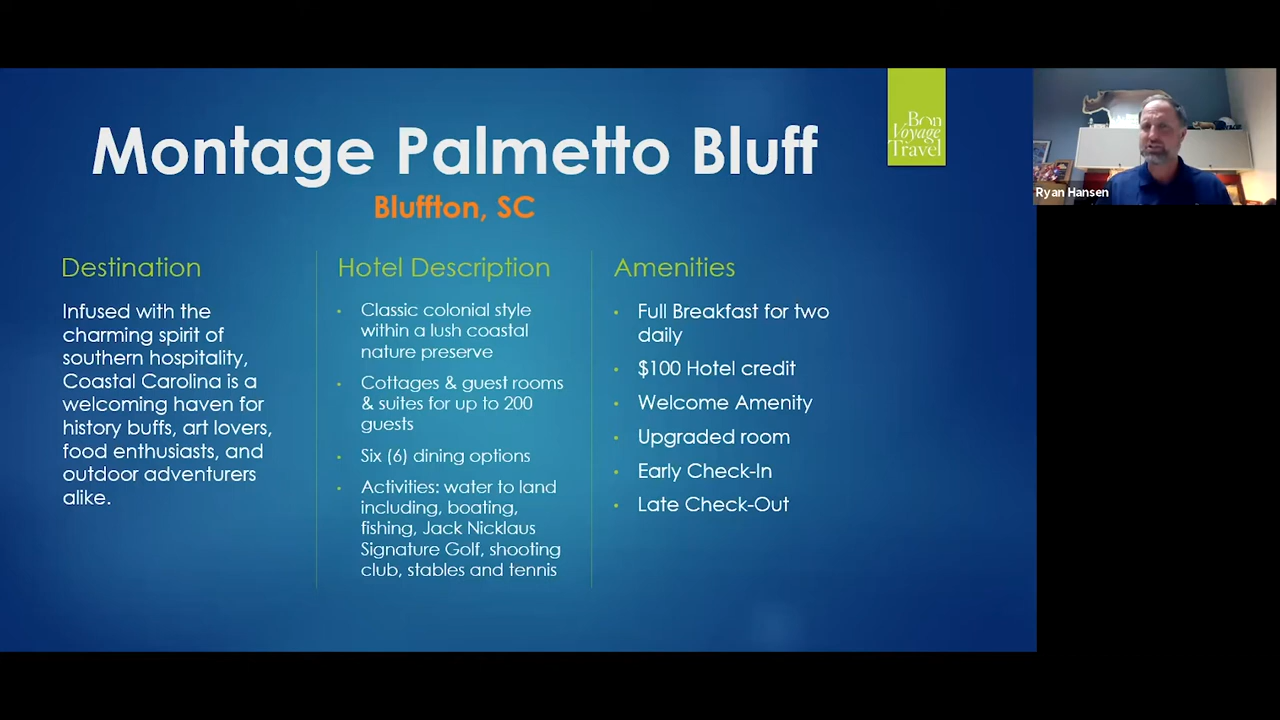 Montage Palmetto Bluff
Bluffton, SC
Bon
Voyage
Travel
Ryan Hansen
Destination
Infused with the
charming spirit of
southern hospitality,
Coastal Carolina is a
welcoming haven for
history buffs, art lovers,
food enthusiasts, and
outdoor adventurers
alike.
Hotel Description
• Classic colonial style
within a lush coastal
nature preserve
• Cottages & guest rooms
& suites for up to 200
guests
• Six (6) dining options
• Activities: water to land
including, boating,
fishing, Jack Nicklaus
Signature Golf, shooting
club, stables and tennis
Amenities
• Full Breakfast for two
daily
• $100 Hotel credit
• Welcome Amenity
• Upgraded room
• Early Check-In
• Late Check-Out